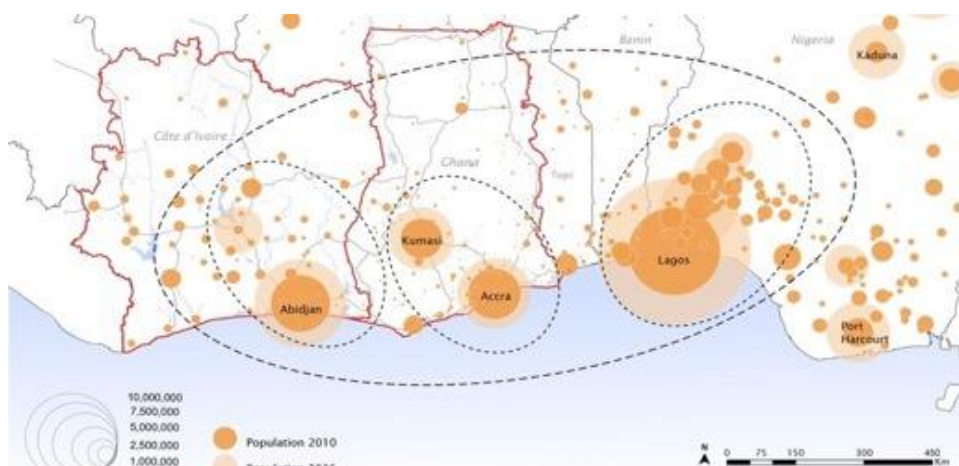 Benin
Nigeria
Kaduna
Côte d'Ivoire
Ghana
Togo
Kumasi
Lagos
Abidjan
Accra
Port
Harcourt
10,000,000
7,500,000
5,000,000
2,500,000
1,000,000
Population 2010
N
0 75 150 300 450
Km